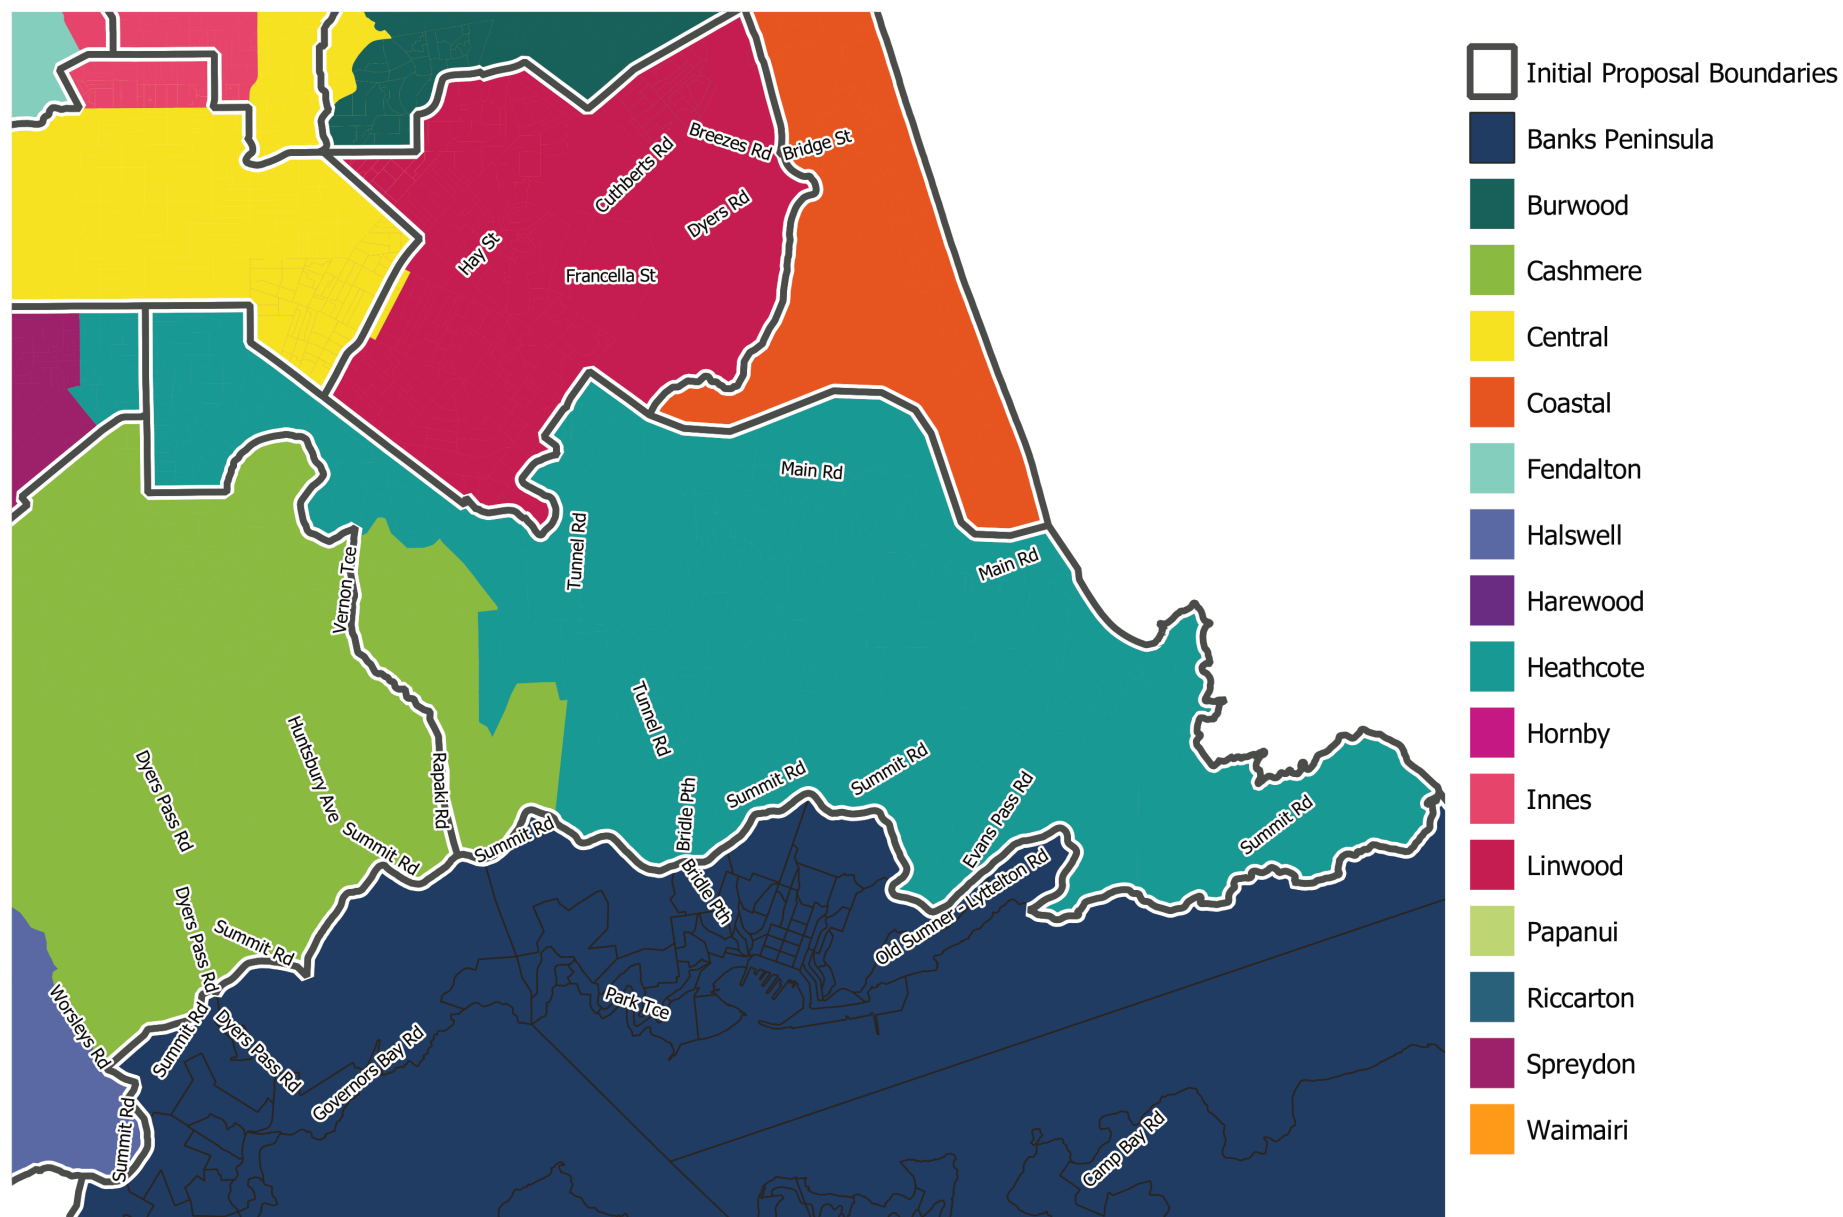 Initial Proposal Boundaries
Banks Peninsula
Burwood
Cashmere
Central
Coastal
Fendalton
Halswell
Harewood
Heathcote
Hornby
Innes
Linwood
Papanui
Riccarton
Spreydon
Waimairi
Breezes Rd
Bridge St
Cuthberts Rd
Dyers Rd
Hay St
Francella St
Main Rd
Tunnel Rd
Main Rd
Vernon Tce
Tunnel Rd
Huntsbury Ave
Dyers Pass Rd
Rapaki Rd
Summit Rd
Summit Rd
Bridle Pth
Summit Rd
Summit Rd
Evans Pass Rd
Summit Rd
Bridle Pth
Old Sumner - Lyttelton Rd
Dyers Pass Rd
Summit Rd
Worsleys Rd
Summit Rd
Dyers Pass Rd
Park Tce
Governors Bay Rd
Summit Rd
Camp Bay Rd